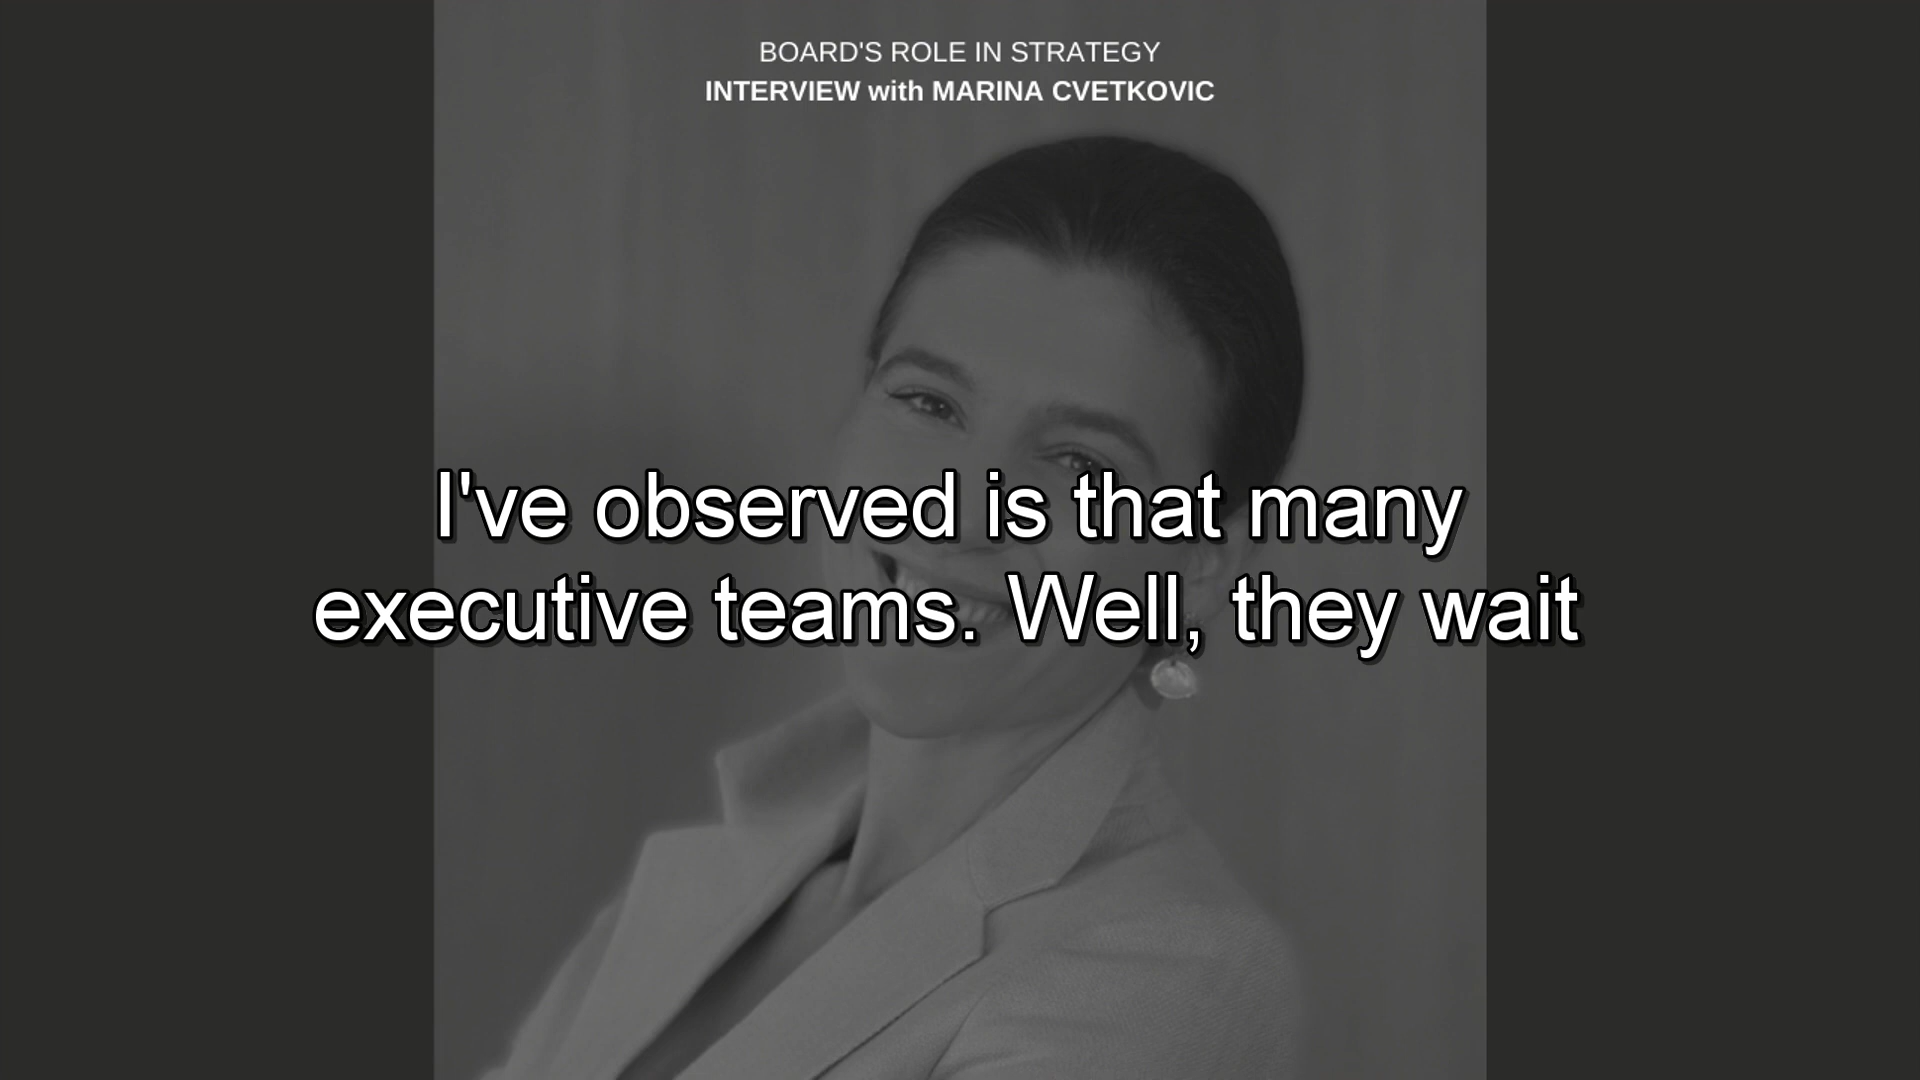 BOARD'S ROLE IN STRATEGY
INTERVIEW with MARINA CVETKOVIC
I've observed is that many
executive teams. Well, they wait